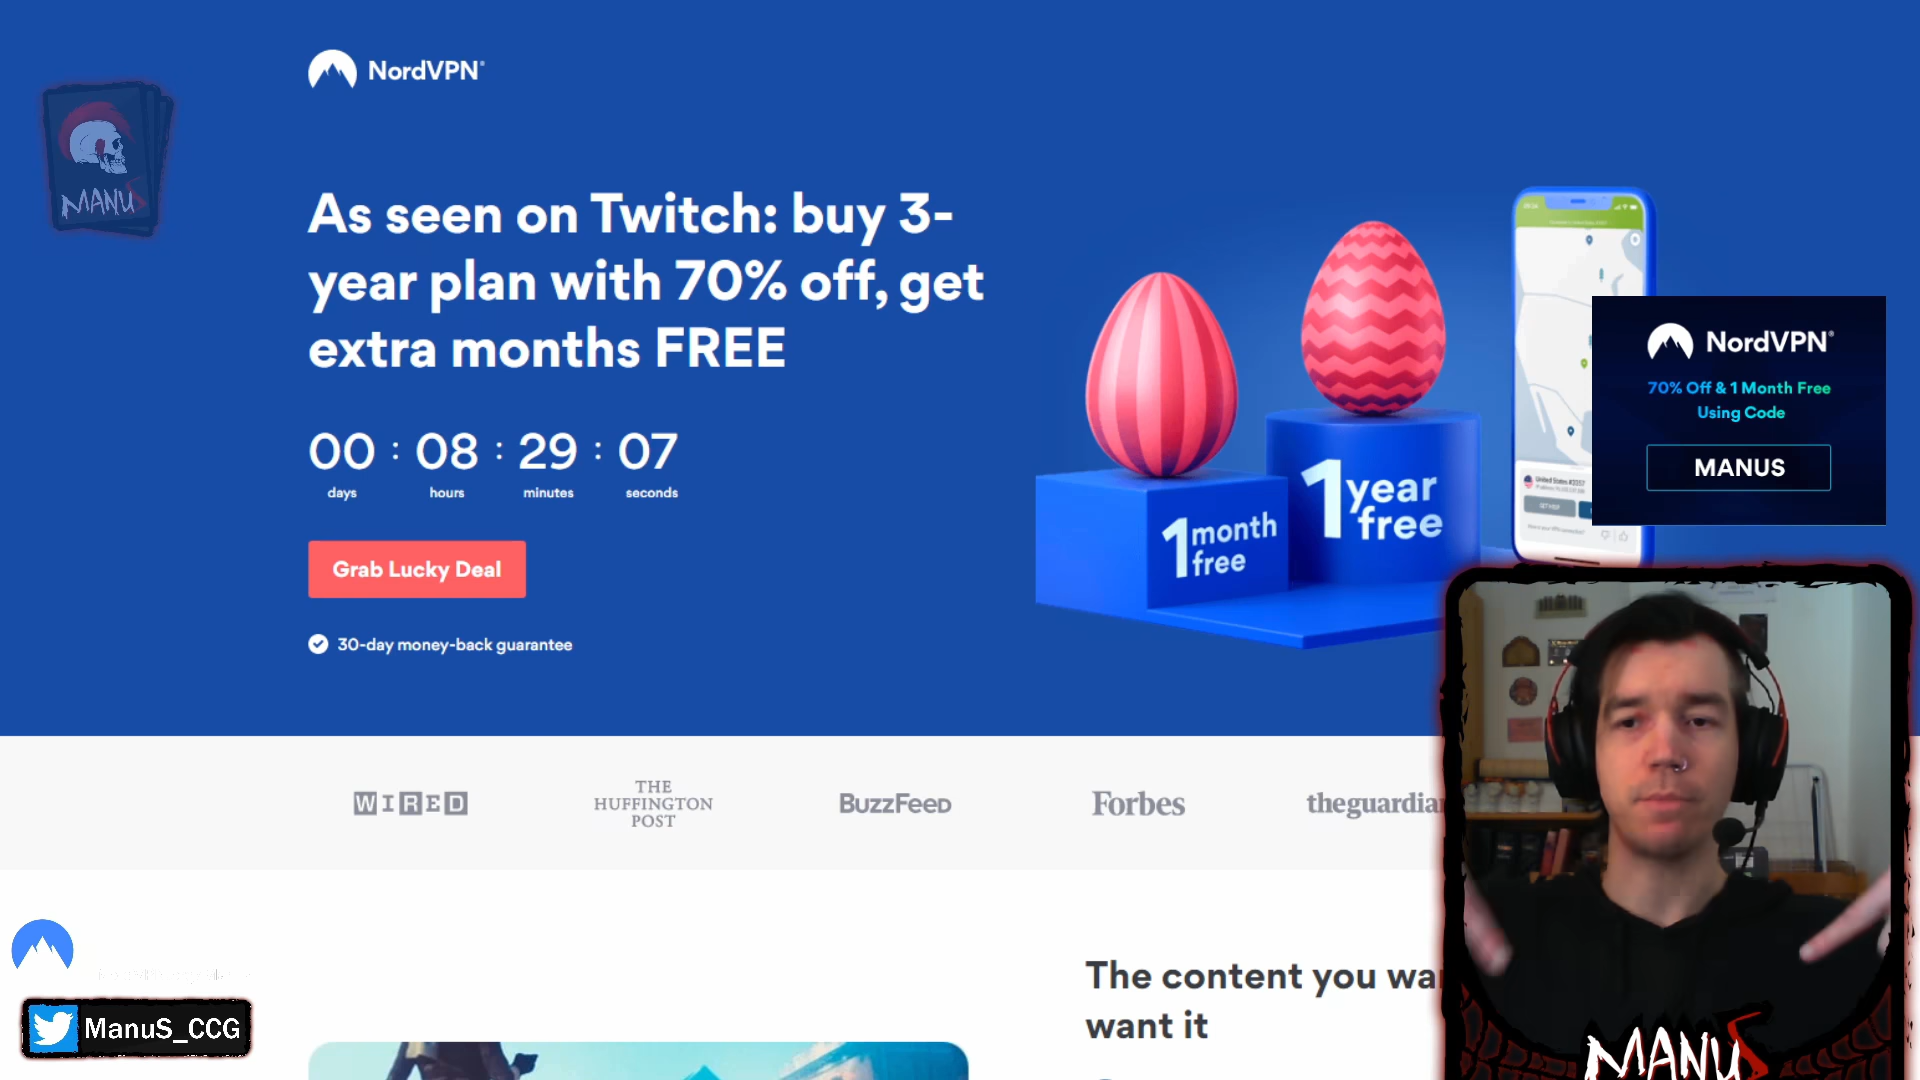 NordVPN®
MANUS
As seen on Twitch: buy 3-
year plan with 70% off, get
extra months FREE
00 : 08 : 29 : 07
days hours minutes seconds
Grab Lucky Deal
30-day money-back guarantee
1 month
free
1 year
free
NordVPN®
70% Off & 1 Month Free
Using Code
MANUS
WIRED
THE
HUFFINGTON
POST
BuzzFeed
Forbes
theguardian
The content you wa
want it
ManuS_CCG
MANUS